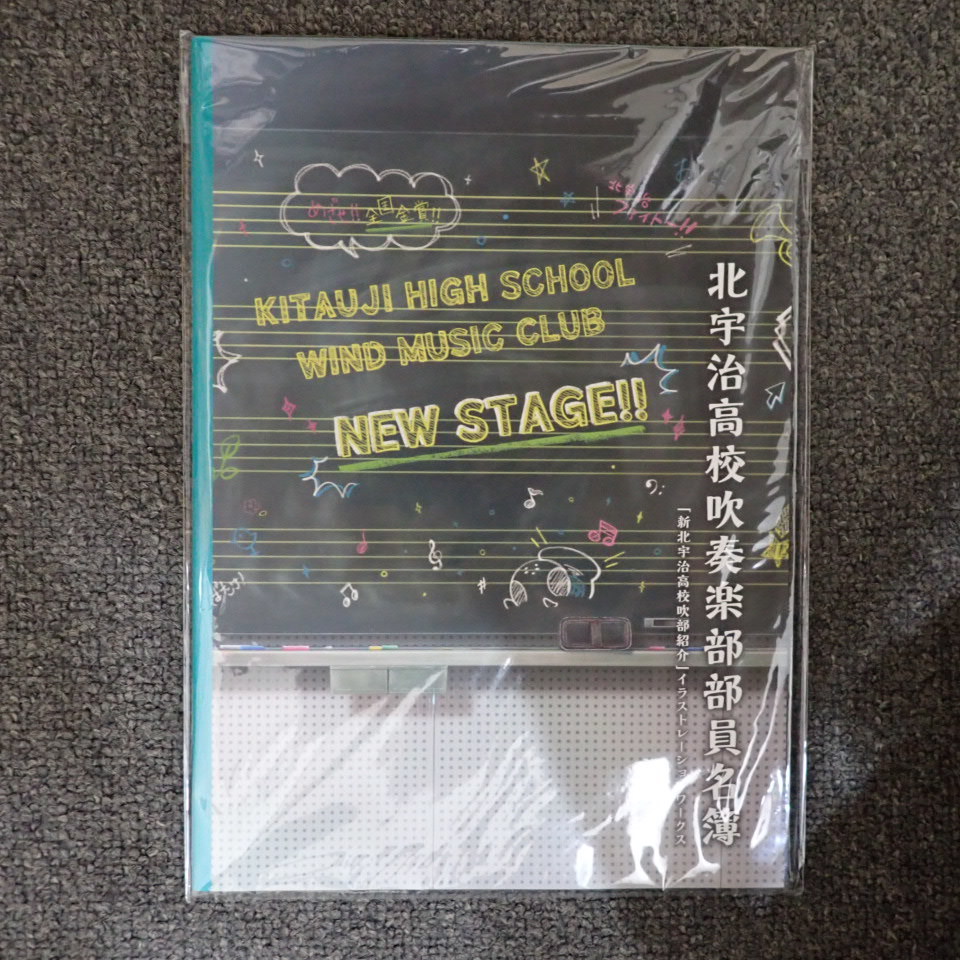 めざせ!! 全国金賞!!
KITAUJI HIGH SCHOOL
WIND MUSIC CLUB
NEW STAGE!!
北宇治高校吹奏楽部部員名簿
「新北宇治高校吹部紹介」イラストレーションワークス